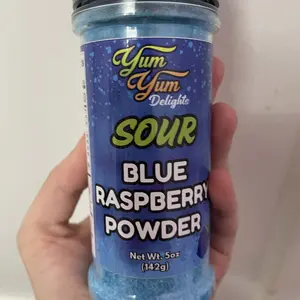 Yum
Yum
Delights
SOUR
BLUE
RASPBERRY
POWDER
Net Wt. 5oz
(142g)